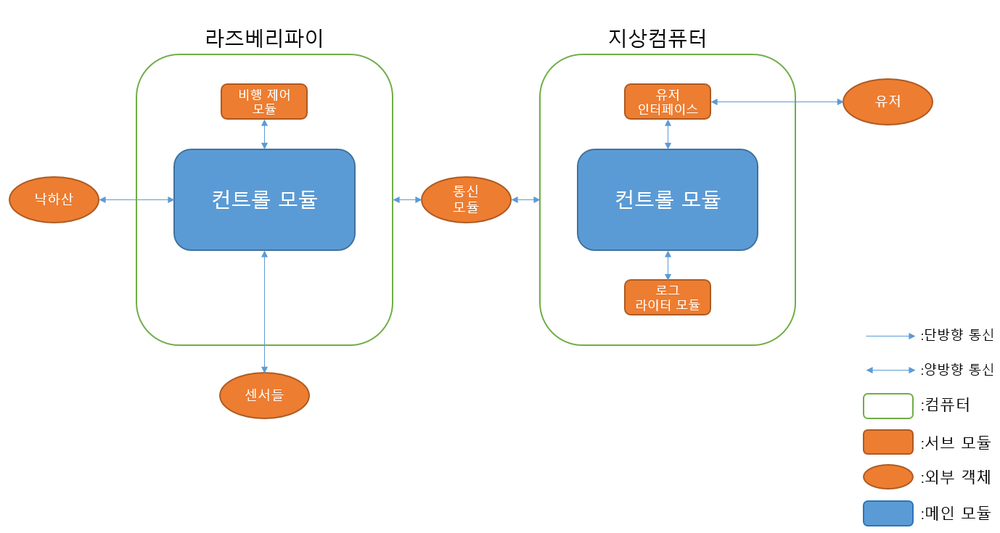 라즈베리파이
지상컴퓨터
비행 제어
모듈
유저
인터페이스
유저
낙하산
컨트롤 모듈
통신
모듈
컨트롤 모듈
로그
라이터 모듈
센서들
:단방향 통신
:양방향 통신
:컴퓨터
:서브 모듈
:외부 객체
:메인 모듈